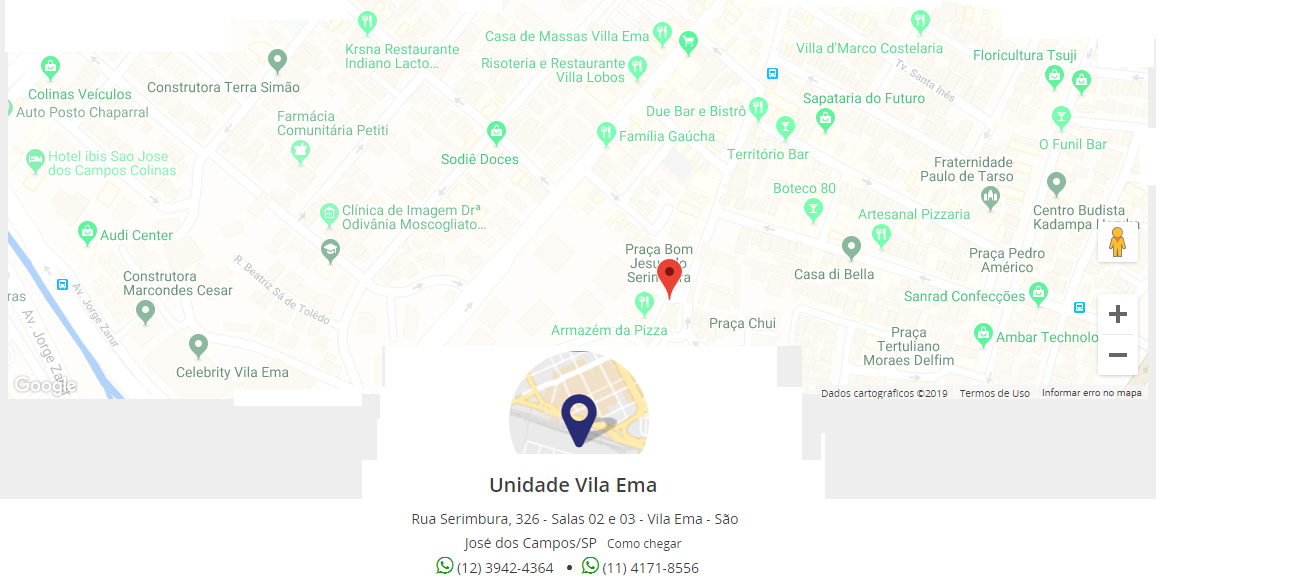 Krsna Restaurante
Indiano Lacto...
Casa de Massas Villa Ema
Villa d'Marco Costelaria
Floricultura Tsuji
Risoteria e Restaurante
Villa Lobos
Tv. Santa Inês
Construtora Terra Simão
Colinas Veículos
Auto Posto Chaparral
Sapataria do Futuro
Due Bar e Bistrô
Farmácia
Comunitária Petiti
Família Gaúcha
O Funil Bar
Território Bar
Sodiê Doces
Hotel ibis Sao Jose
dos Campos Colinas
Fraternidade
Paulo de Tarso
Boteco 80
Clínica de Imagem Drª
Odivânia Moscogliato...
Artesanal Pizzaria
Centro Budista
Kadampa
Audi Center
Praça Bom
Praça Pedro
Américo
Casa di Bella
R. Beatriz Sá de Toledo
Construtora
Marcondes Cesar
Av. Jorge Zarur
ras
Av. Jorge Zarur
Sanrad Confecções
Armazém da Pizza
Praça Chui
Praça
Tertuliano
Moraes Delfim
Ambar Technolo
Celebrity Vila Ema
Google
Dados cartográficos ©2019 Termos de Uso Informar erro no mapa
Unidade Vila Ema
Rua Serimbura, 326 - Salas 02 e 03 - Vila Ema - São
José dos Campos/SP Como chegar
(12) 3942-4364 • (11) 4171-8556